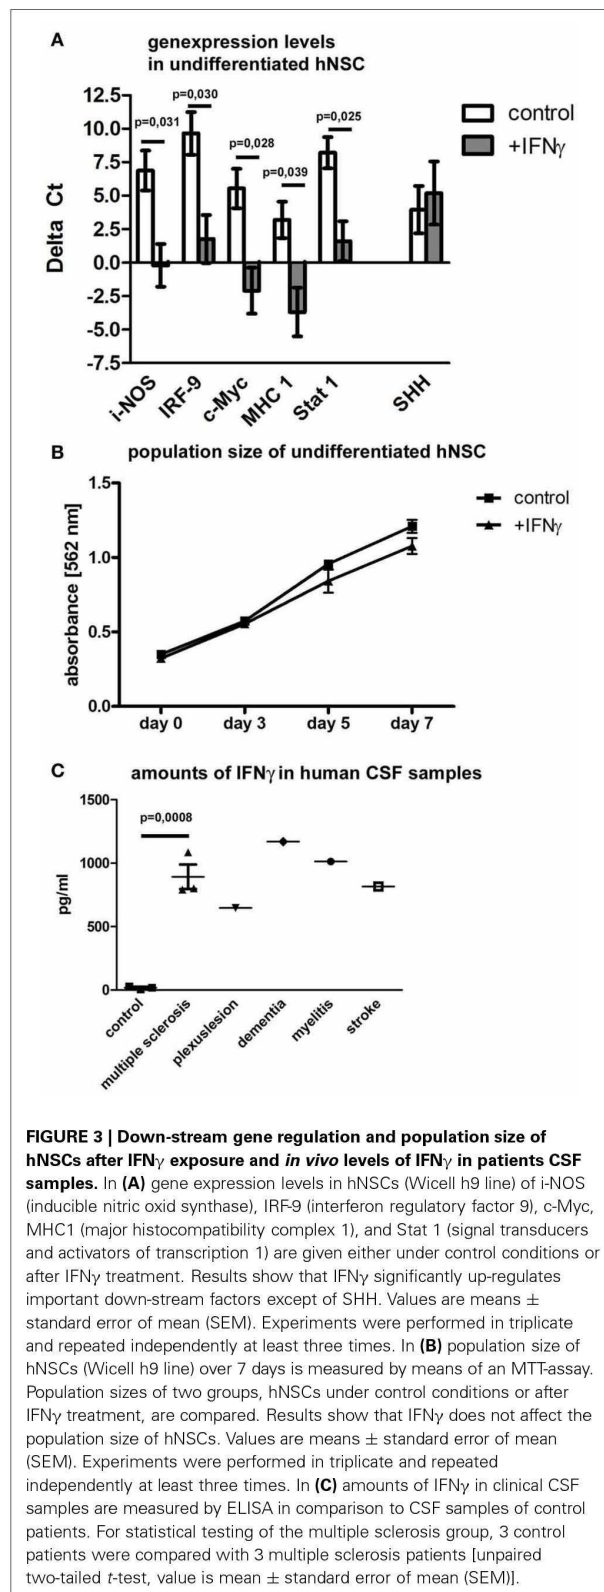 A
genexpression levels
in undifferentiated hNSC
p=0,031
p=0,030
p=0,028
p=0,039
p=0,025
control
+IFNγ
Delta Ct
12.5
10.0
7.5
5.0
2.5
0.0
-2.5
-5.0
-7.5
i-NOS
IRF-9
c-Myc
MHC 1
Stat 1
SHH
B
population size of undifferentiated hNSC
control
+IFNγ
absorbance [562 nm]
1.5
1.0
0.5
0.0
day 0
day 3
day 5
day 7
C
amounts of IFNγ in human CSF samples
p=0,0008
pg/ml
1500
1000
500
0
control
multiple sclerosis
plexuslesion
dementia
myelitis
stroke
FIGURE 3 | Down-stream gene regulation and population size of
hNSCs after IFNγ exposure and in vivo levels of IFNγ in patients CSF
samples. In (A) gene expression levels in hNSCs (Wicell h9 line) of i-NOS
(inducible nitric oxid synthase), IRF-9 (interferon regulatory factor 9), c-Myc,
MHC1 (major histocompatibility complex 1), and Stat 1 (signal transducers
and activators of transcription 1) are given either under control conditions or
after IFNγ treatment. Results show that IFNγ significantly up-regulates
important down-stream factors except of SHH. Values are means ±
standard error of mean (SEM). Experiments were performed in triplicate
and repeated independently at least three times. In (B) population size of
hNSCs (Wicell h9 line) over 7 days is measured by means of an MTT-assay.
Population sizes of two groups, hNSCs under control conditions or after
IFNγ treatment, are compared. Results show that IFNγ does not affect the
population size of hNSCs. Values are means ± standard error of mean
(SEM). Experiments were performed in triplicate and repeated
independently at least three times. In (C) amounts of IFNγ in clinical CSF
samples are measured by ELISA in comparison to CSF samples of control
patients. For statistical testing of the multiple sclerosis group, 3 control
patients were compared with 3 multiple sclerosis patients [unpaired
two-tailed t-test, value is mean ± standard error of mean (SEM)].